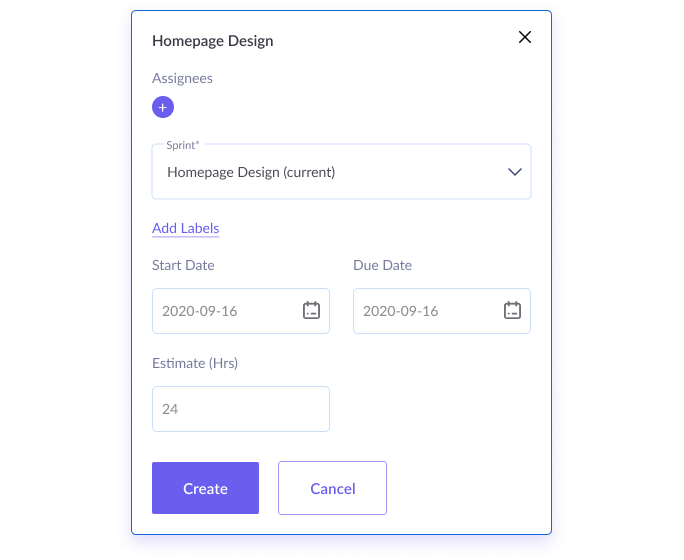 Homepage Design
Assignees
+
Sprint*
Homepage Design (current)
Add Labels
Start Date
Due Date
2020-09-16
2020-09-16
Estimate (Hrs)
24
Create
Cancel